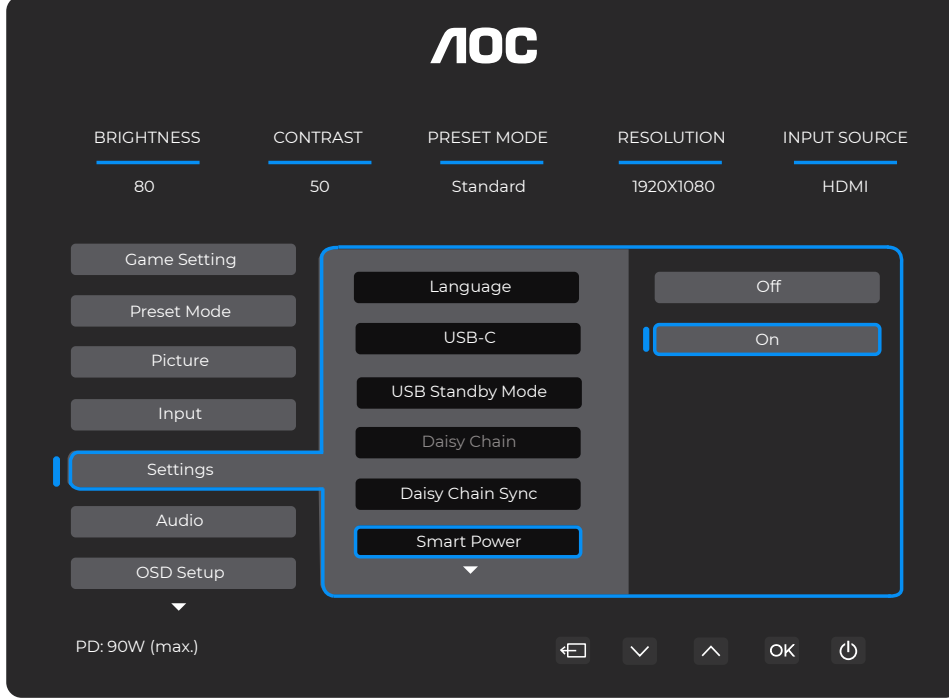 AOC
BRIGHTNESS CONTRAST PRESET MODE RESOLUTION INPUT SOURCE
80 50 Standard 1920X1080 HDMI
Game Setting
Preset Mode
Picture
Input
Settings
Audio
OSD Setup
Language
USB-C
USB Standby Mode
Daisy Chain
Daisy Chain Sync
Smart Power
Off
On
PD: 90W (max.)
OK